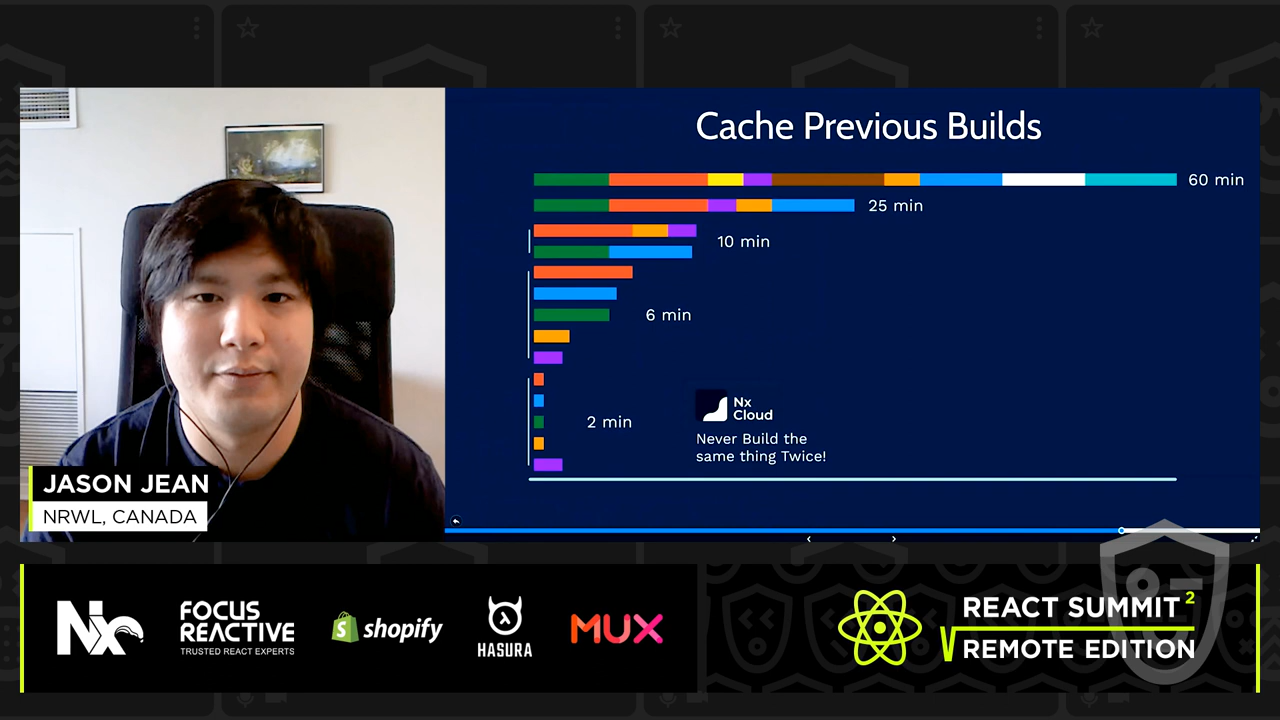 Cache Previous Builds
60 min
25 min
10 min
6 min
2 min
Nx
Cloud
Never Build the
same thing Twice!
JASON JEAN
NRWL, CANADA
Nx
FOCUS
REACTIVE
TRUSTED REACT EXPERTS
shopify
HASURA
MUX
REACT SUMMIT 2
REMOTE EDITION